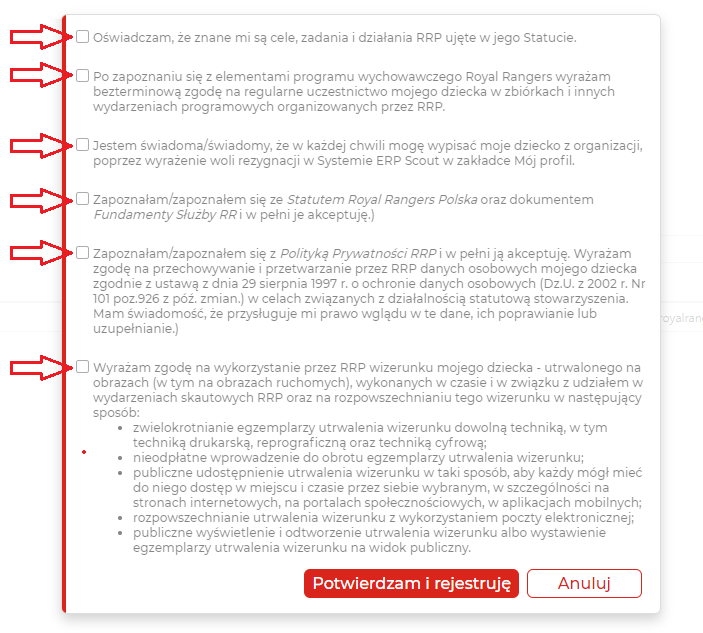 Oświadczam, że znane mi są cele, zadania i działania RRP ujęte w jego Statucie.
Po zapoznaniu się z elementami programu wychowawczego Royal Rangers wyrażam
bezterminową zgodę na regularne uczestnictwo mojego dziecka w zbiórkach i innych
wydarzeniach programowych organizowanych przez RRP.
Jestem świadoma/świadomy, że w każdej chwili mogę wypisać moje dziecko z organizacji,
poprzez wyrażenie woli rezygnacji w Systemie ERP Scout w zakładce Mój profil.
Zapoznałam/zapoznałem się ze Statutem Royal Rangers Polska oraz dokumentem
Fundamenty Służby RR i w pełni je akceptuję.)
Zapoznałam/zapoznałem się z Polityką Prywatności RRP i w pełni ją akceptuję. Wyrażam
zgodę na przechowywanie i przetwarzanie przez RRP danych osobowych mojego dziecka
zgodnie z ustawą z dnia 29 sierpnia 1997 r. o ochronie danych osobowych (Dz.U. z 2002 r. Nr
101 poz.926 z póź. zmian.) w celach związanych z działalnością statutową stowarzyszenia.
Mam świadomość, że przysługuje mi prawo wglądu w te dane, ich poprawianie lub
uzupełnianie.)
royalran
Wyrażam zgodę na wykorzystanie przez RRP wizerunku mojego dziecka - utrwalonego na
obrazach (w tym na obrazach ruchomych), wykonanych w czasie i w związku z udziałem w
wydarzeniach skautowych RRP oraz na rozpowszechnianiu tego wizerunku w następujący
sposób:
• zwielokrotnianie egzemplarzy utrwalenia wizerunku dowolną techniką, w tym
techniką drukarską, reprograficzną oraz techniką cyfrową;
• nieodpłatne wprowadzenie do obrotu egzemplarzy utrwalenia wizerunku;
• publiczne udostępnienie utrwalenia wizerunku w taki sposób, aby każdy mógł mieć
do niego dostęp w miejscu i czasie przez siebie wybranym, w szczególności na
stronach internetowych, na portalach społecznościowych, w aplikacjach mobilnych;
• rozpowszechnianie utrwalenia wizerunku z wykorzystaniem poczty elektronicznej;
• publiczne wyświetlenie i odtworzenie utrwalenia wizerunku albo wystawienie
egzemplarzy utrwalenia wizerunku na widok publiczny.
Potwierdzam i rejestruję Anuluj